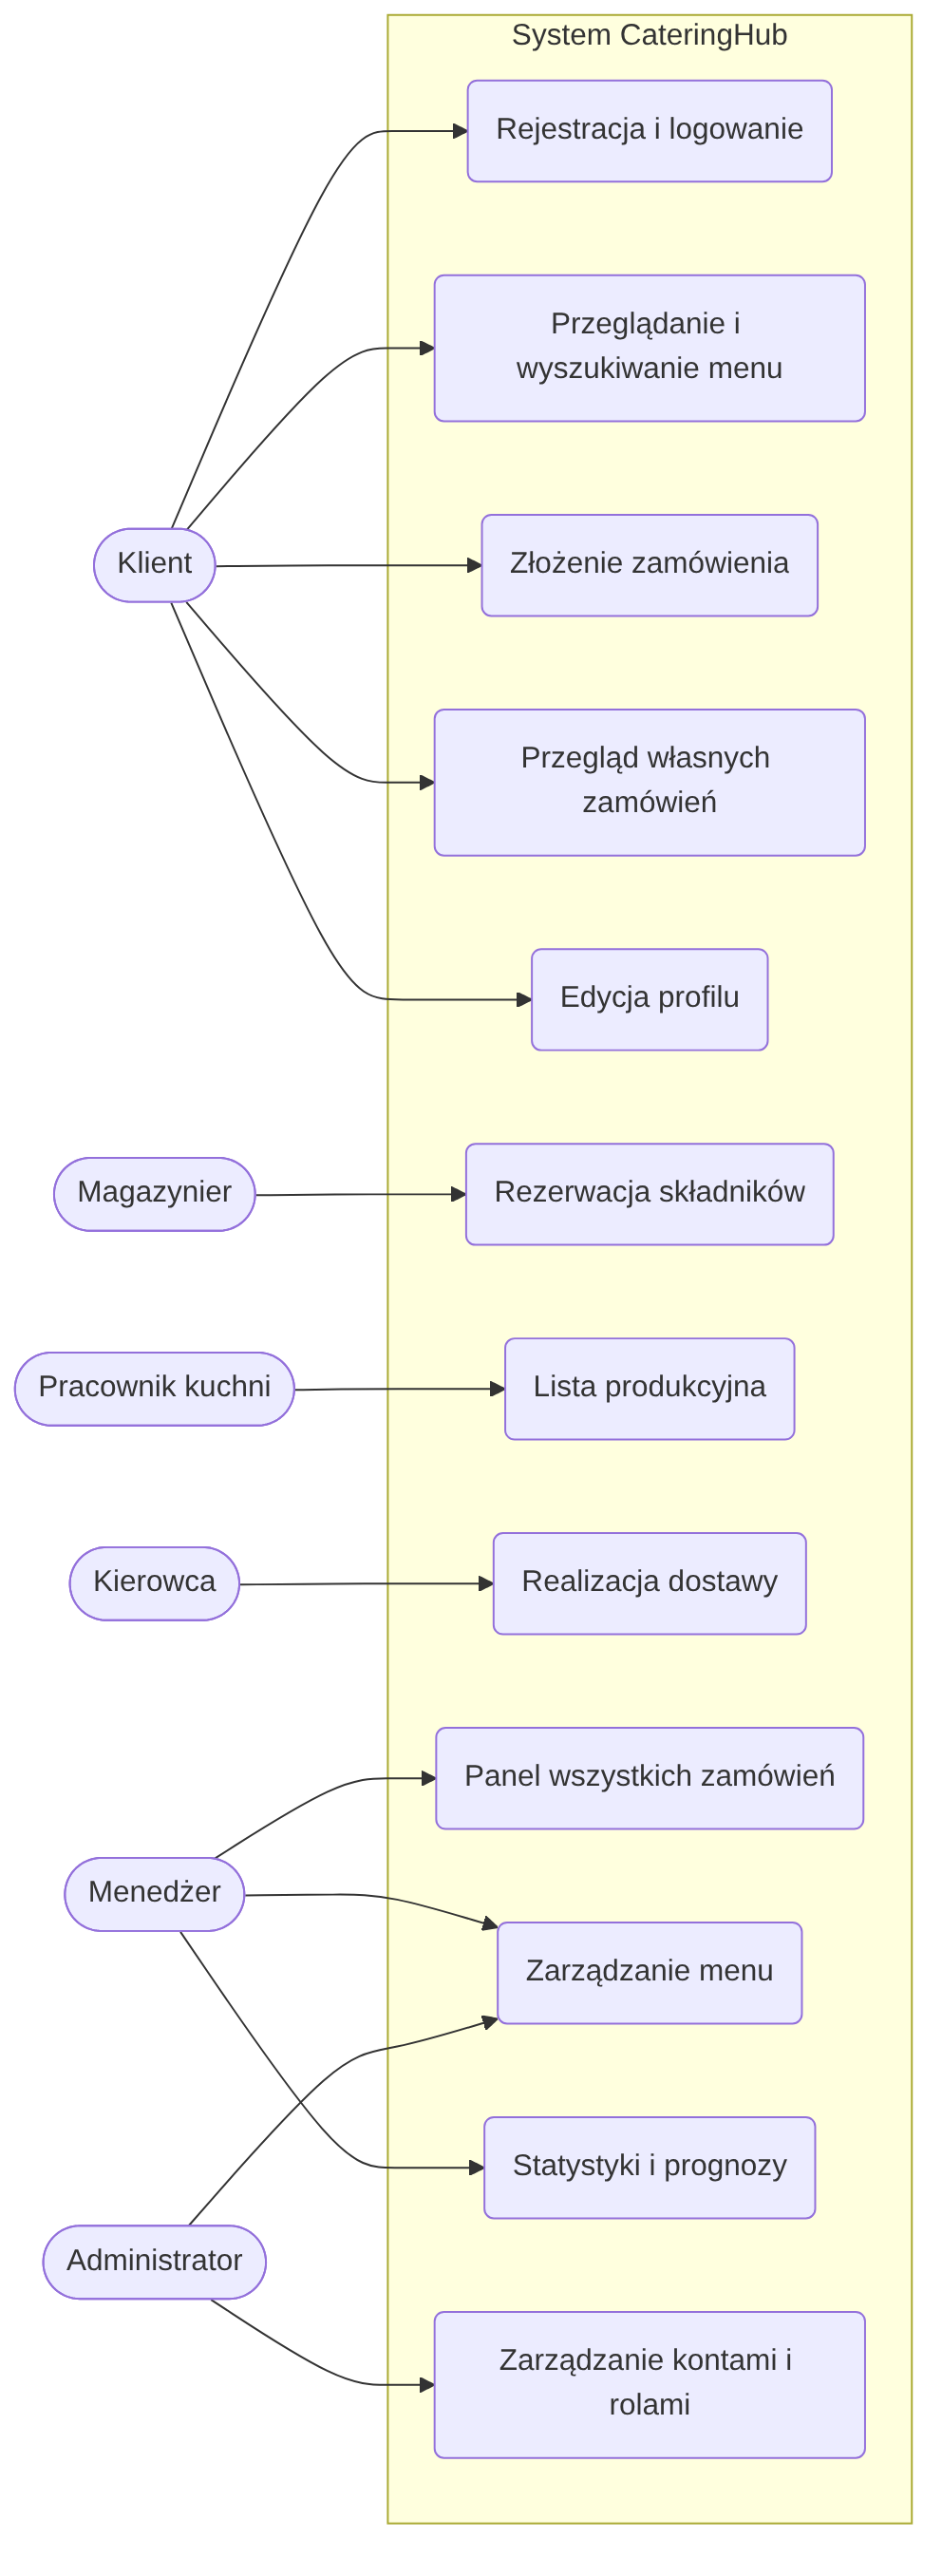 System CateringHub
Rejestracja i logowanie
Przeglądanie i
wyszukiwanie menu
Klient
Złożenie zamówienia
Przegląd własnych
zamówień
Edycja profilu
Magazynier
Rezerwacja składników
Pracownik kuchni
Lista produkcyjna
Kierowca
Realizacja dostawy
Panel wszystkich zamówień
Menedżer
Zarządzanie menu
Statystyki i prognozy
Administrator
Zarządzanie kontami i
rolami